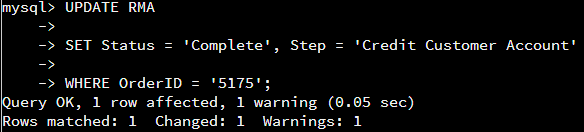 mysql> UPDATE RMA
->
-> SET Status = 'Complete', Step = 'Credit Customer Account'
->
-> WHERE OrderID = '5175';
Query OK, 1 row affected, 1 warning (0.05 sec)
Rows matched: 1  Changed: 1  Warnings: 1